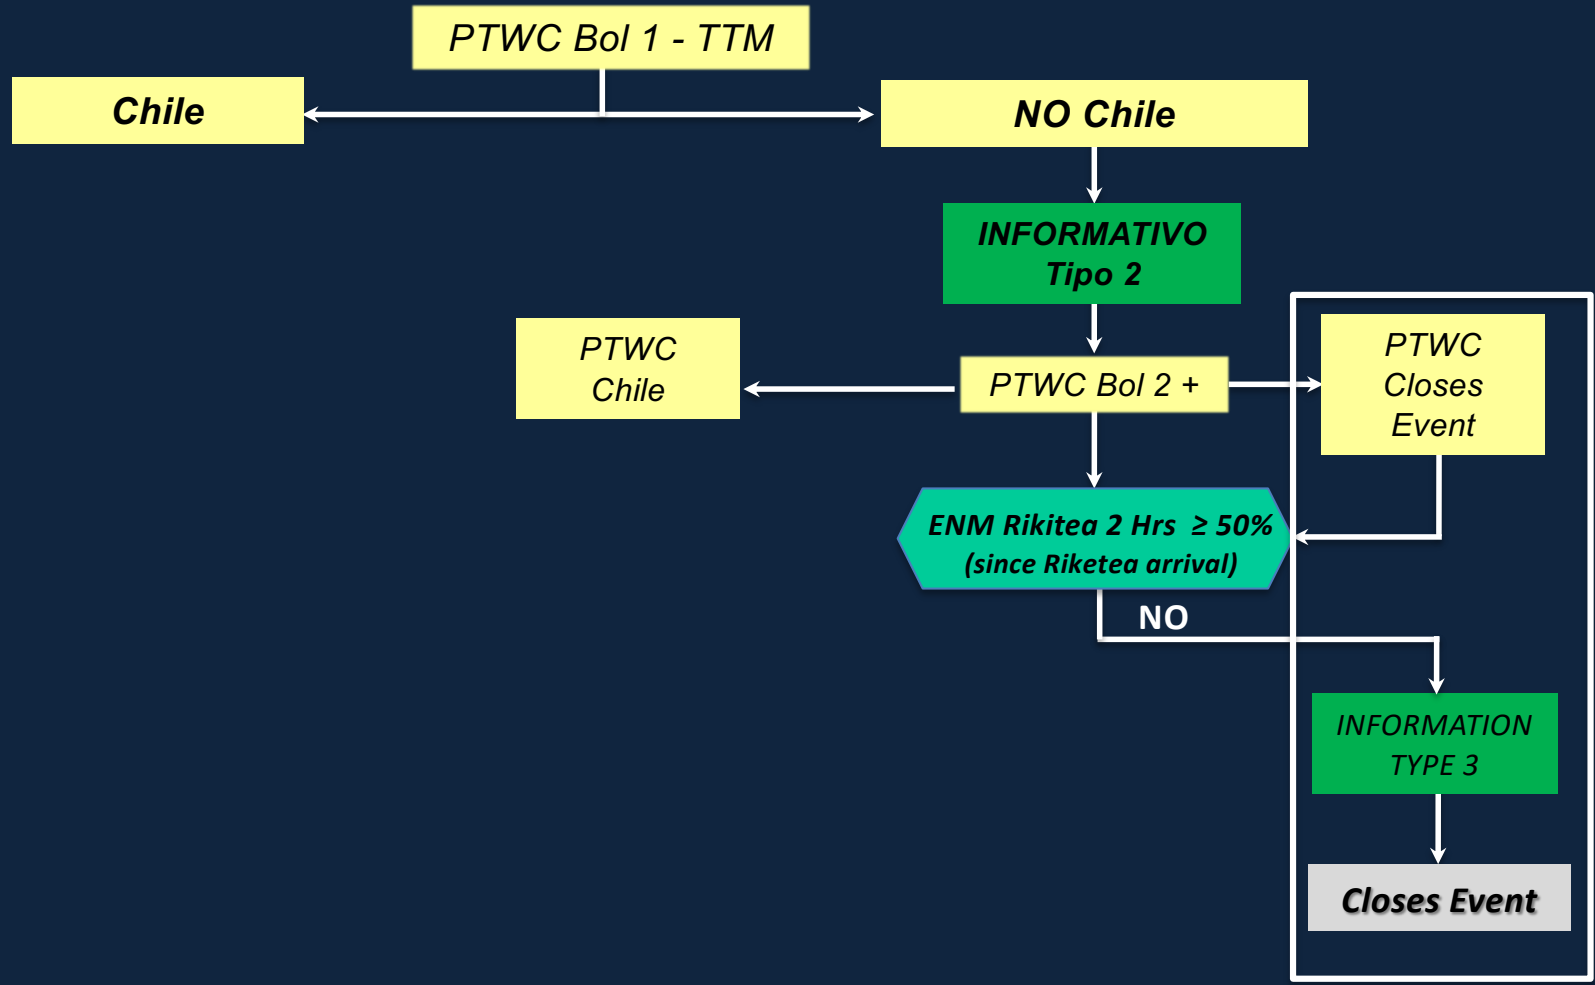 PTWC Bol 1 - TTM
Chile
NO Chile
INFORMATIVO
Tipo 2
PTWC
Chile
PTWC Bol 2 +
PTWC
Closes
Event
ENM Rikitea 2 Hrs ≥ 50%
(since Riketea arrival)
NO
INFORMATION
TYPE 3
Closes Event